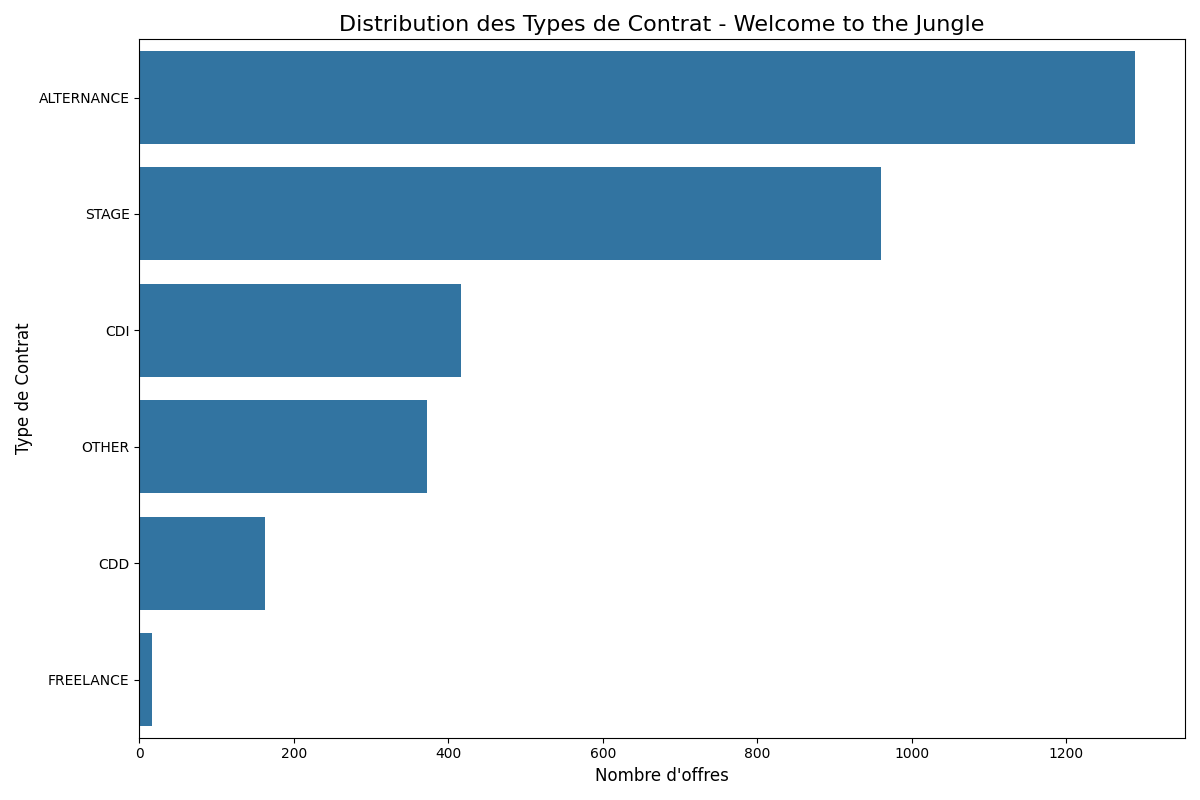 Distribution des Types de Contrat - Welcome to the Jungle
ALTERNANCE
STAGE
CDI
OTHER
CDD
FREELANCE
Type de Contrat
0 200 400 600 800 1000 1200
Nombre d'offres